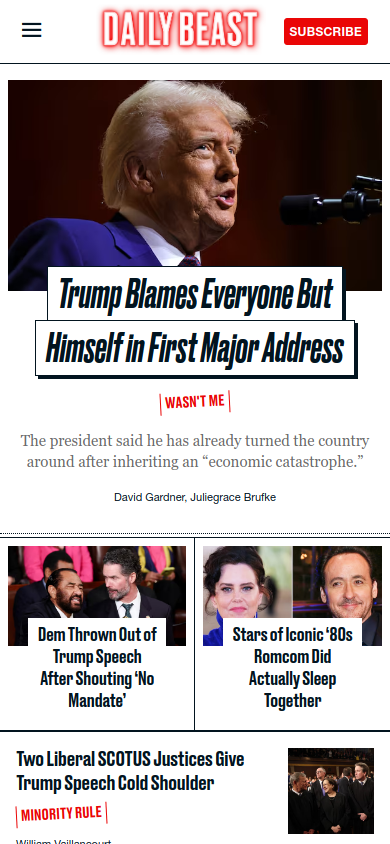 DAILY BEAST
SUBSCRIBE
Trump Blames Everyone But
Himself in First Major Address
WASN'T ME
The president said he has already turned the country
around after inheriting an “economic catastrophe.”
David Gardner, Juliegrace Brufke
Dem Thrown Out of
Trump Speech
After Shouting ‘No
Mandate’
Stars of Iconic ‘80s
Romcom Did
Actually Sleep
Together
Two Liberal SCOTUS Justices Give
Trump Speech Cold Shoulder
MINORITY RULE
William Vaillancourt